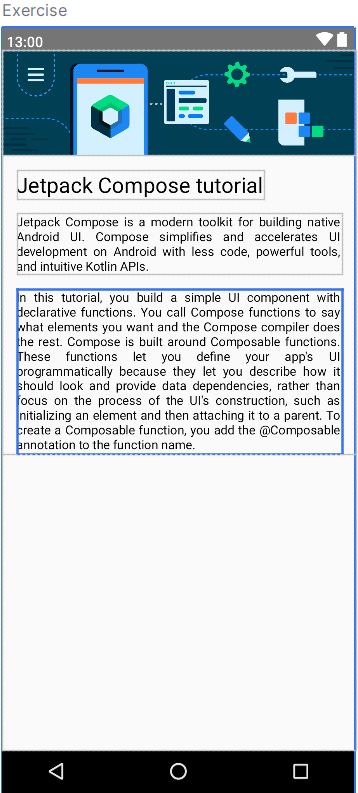 Exercise
13:00
Jetpack Compose tutorial
Jetpack Compose is a modern toolkit for building native
Android UI. Compose simplifies and accelerates UI
development on Android with less code, powerful tools,
and intuitive Kotlin APIs.
In this tutorial, you build a simple UI component with
declarative functions. You call Compose functions to say
what elements you want and the Compose compiler does
the rest. Compose is built around Composable functions.
These functions let you define your app's UI
programmatically because they let you describe how it
should look and provide data dependencies, rather than
focus on the process of the UI's construction, such as
initializing an element and then attaching it to a parent. To
create a Composable function, you add the @Composable
annotation to the function name.